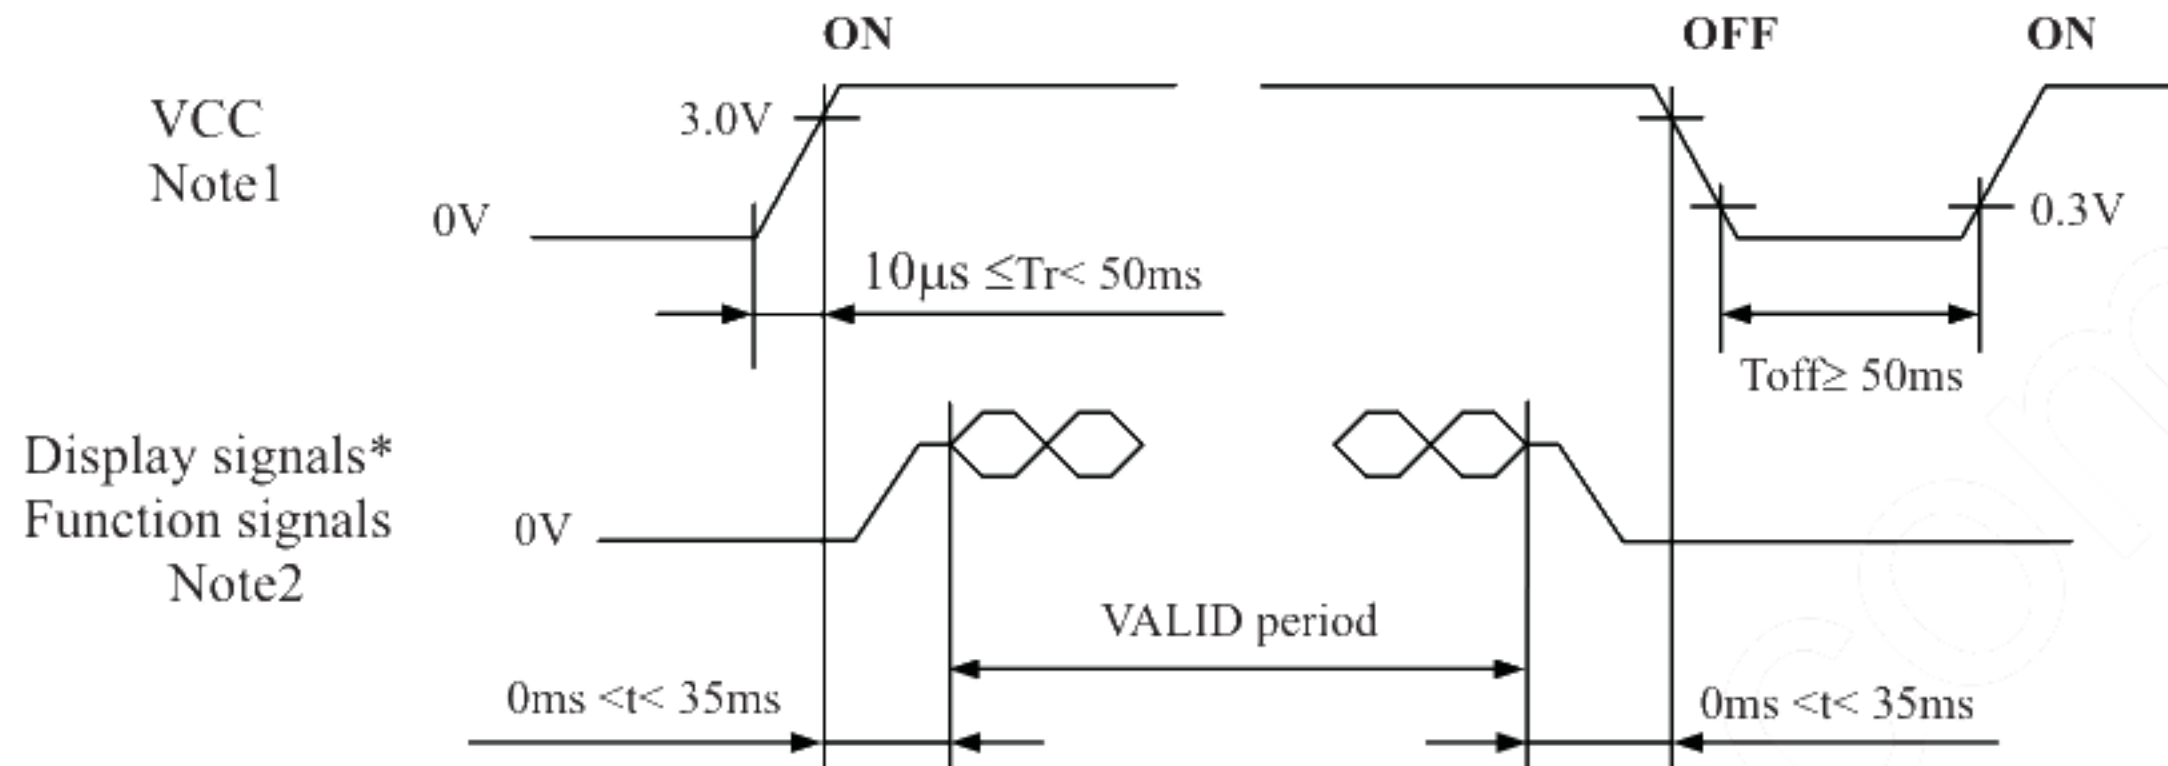 ON
OFF
ON
VCC
Note1
3.0V
0V
0.3V
10μs ≤Tr< 50ms
Toff≥ 50ms
Display signals*
Function signals
Note2
0V
VALID period
0ms <t< 35ms
0ms <t< 35ms